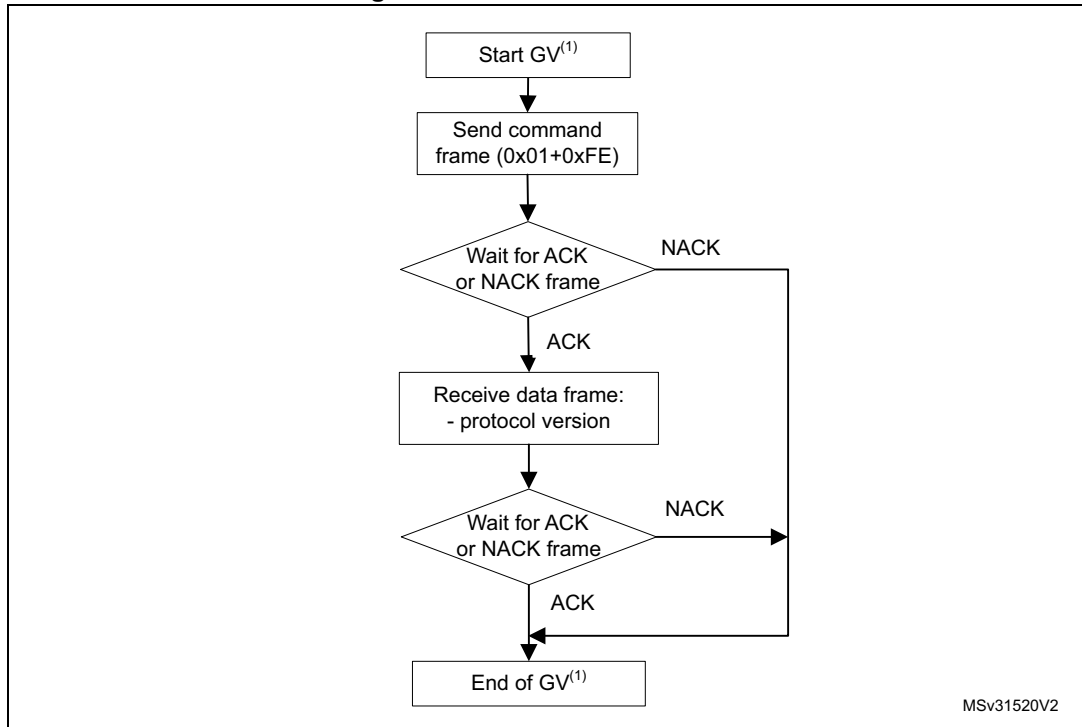 Start GV(1)
Send command
frame (0x01+0xFE)
Wait for ACK
or NACK frame
NACK
ACK
Receive data frame:
- protocol version
Wait for ACK
or NACK frame
NACK
ACK
End of GV(1)
MSv31520V2